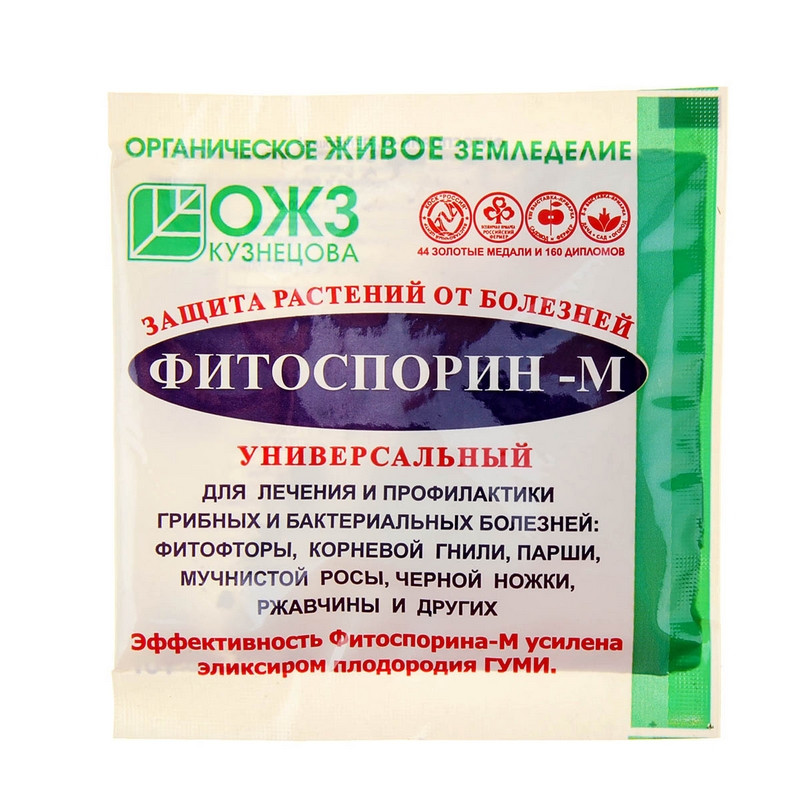 ОРГАНИЧЕСКОЕ ЖИВОЕ ЗЕМЛЕДЕЛИЕ
ОЖЗ
КУЗНЕЦОВА
44 ЗОЛОТЫЕ МЕДАЛИ И 160 ДИПЛОМОВ
ЗАЩИТА РАСТЕНИЙ ОТ БОЛЕЗНЕЙ
ФИТОСПОРИН -М
УНИВЕРСАЛЬНЫЙ
ДЛЯ ЛЕЧЕНИЯ И ПРОФИЛАКТИКИ
ГРИБНЫХ И БАКТЕРИАЛЬНЫХ БОЛЕЗНЕЙ:
ФИТОФТОРЫ, КОРНЕВОЙ ГНИЛИ, ПАРШИ,
МУЧНИСТОЙ РОСЫ, ЧЕРНОЙ НОЖКИ,
РЖАВЧИНЫ И ДРУГИХ
Эффективность Фитоспорина-М усилена
эликсиром плодородия ГУМИ.